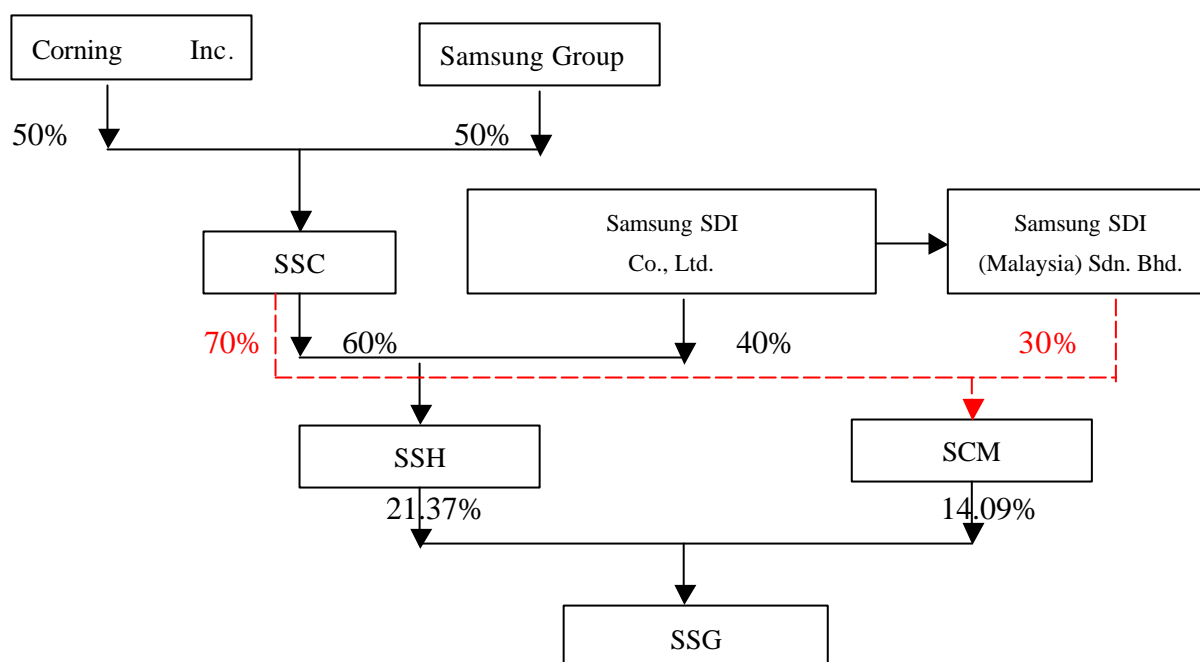 Corning Inc.
Samsung Group
50%
50%
Samsung SDI
Co., Ltd.
Samsung SDI
(Malaysia) Sdn. Bhd.
SSC
70%
60%
40%
30%
SSH
SCM
21.37%
14.09%
SSG